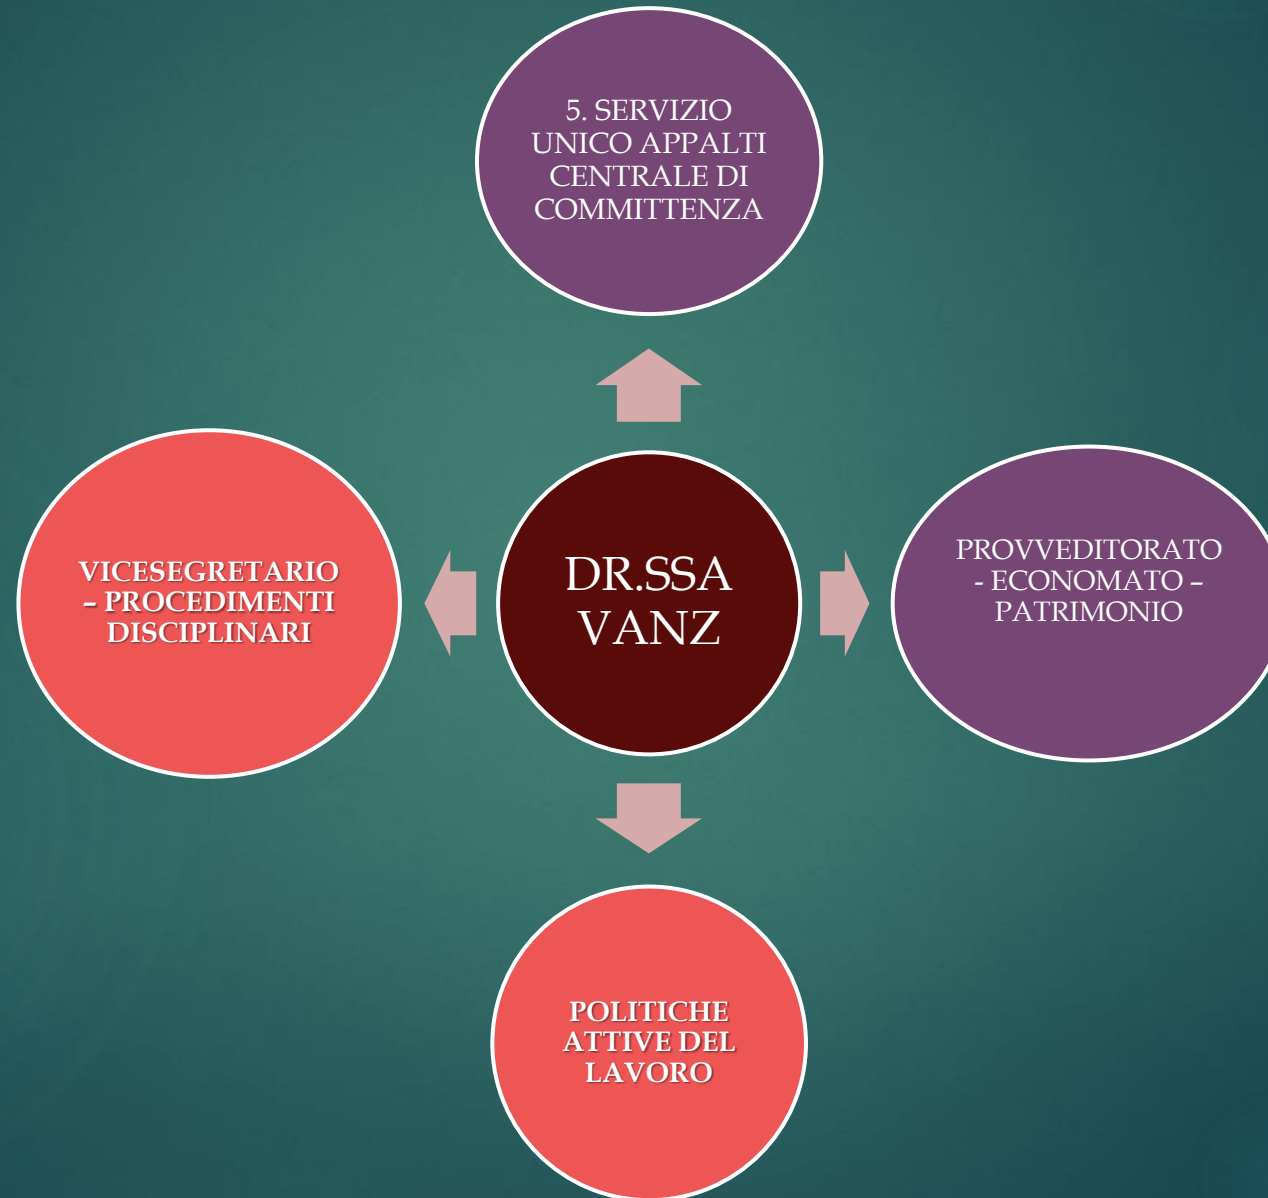 5. SERVIZIO
UNICO APPALTI
CENTRALE DI
COMMITTENZA
VICESEGRETARIO
– PROCEDIMENTI
DISCIPLINARI
DR.SSA
VANZ
PROVVEDITORATO
- ECONOMATO –
PATRIMONIO
POLITICHE
ATTIVE DEL
LAVORO